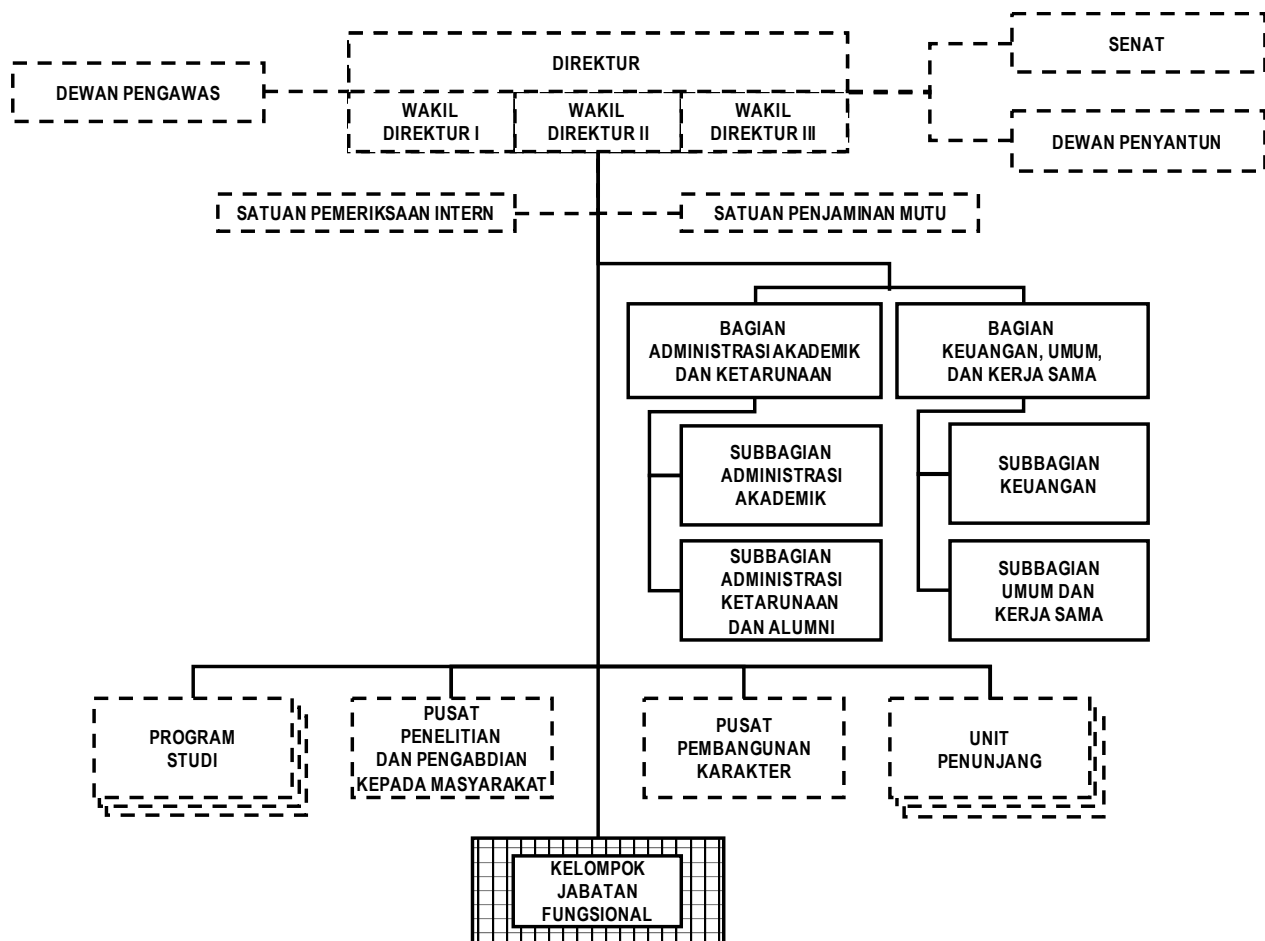 SENAT
DIREKTUR
DEWAN PENGAWAS
WAKIL
DIREKTUR I
WAKIL
DIREKTUR II
WAKIL
DIREKTUR III
DEWAN PENYANTUN
SATUAN PEMERIKSAAN INTERN
SATUAN PENJAMINAN MUTU
BAGIAN
ADMINISTRASI AKADEMIK
DAN KETARUNAAN
BAGIAN
KEUANGAN, UMUM,
DAN KERJA SAMA
SUBBAGIAN
ADMINISTRASI
AKADEMIK
SUBBAGIAN
KEUANGAN
SUBBAGIAN
ADMINISTRASI
KETARUNAAN
DAN ALUMNI
SUBBAGIAN
UMUM DAN
KERJA SAMA
PROGRAM
STUDI
PUSAT
PENELITIAN
DAN PENGABDIAN
KEPADA MASYARAKAT
PUSAT
PEMBANGUNAN
KARAKTER
UNIT
PENUNJANG
KELOMPOK
JABATAN
FUNGSIONAL